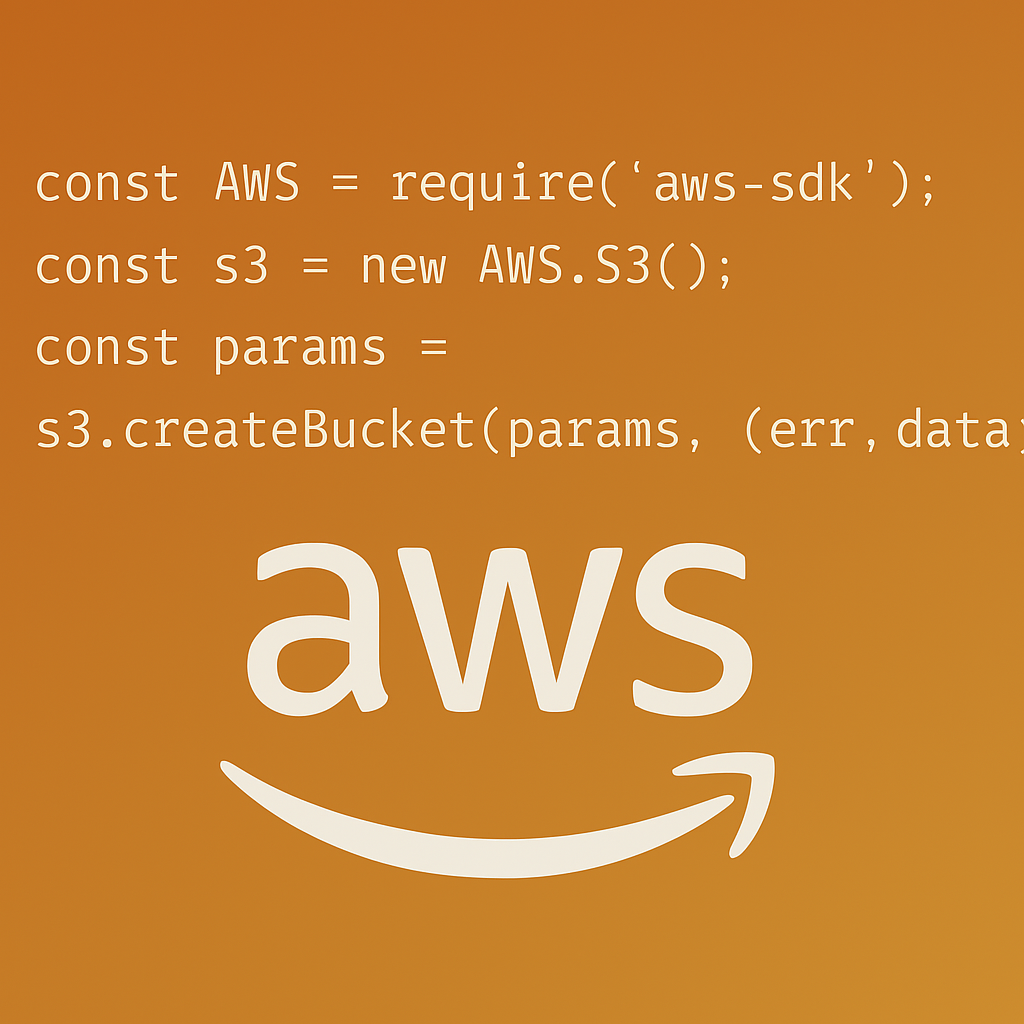 const AWS = require(‘aws-sdk’);
const s3 = new AWS.S3();
const params =
s3.createBucket(params, (err, data)
aws